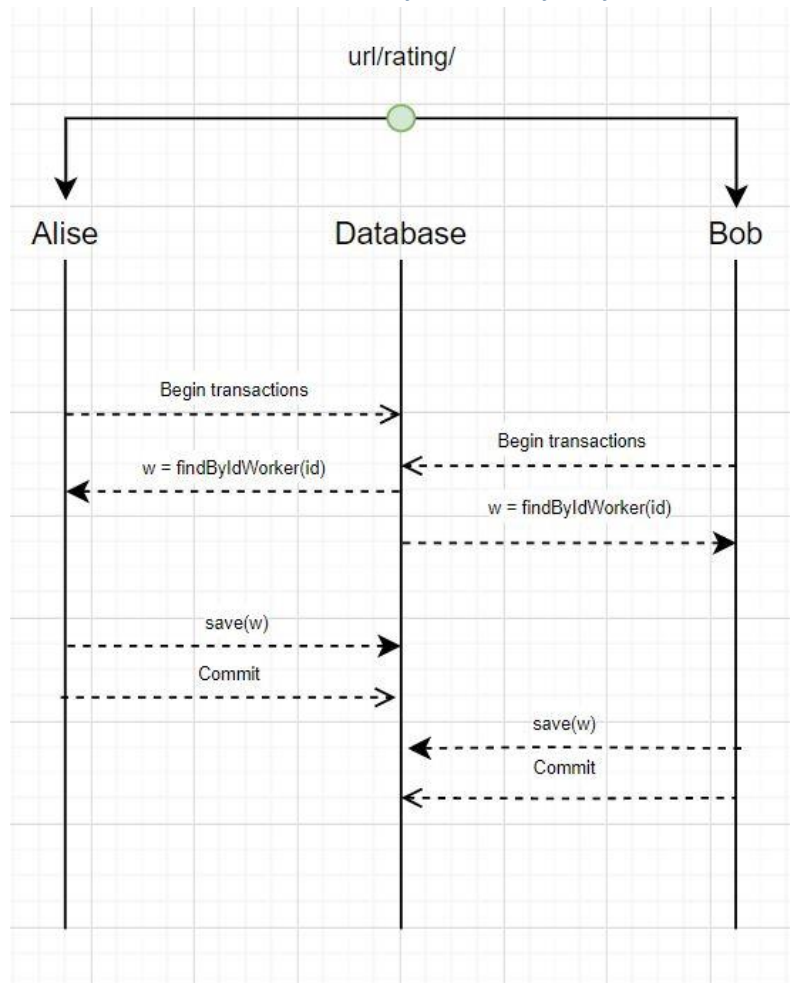 url/rating/
Alise
Database
Bob
Begin transactions
Begin transactions
w = findByIdWorker(id)
w = findByIdWorker(id)
save(w)
Commit
save(w)
Commit